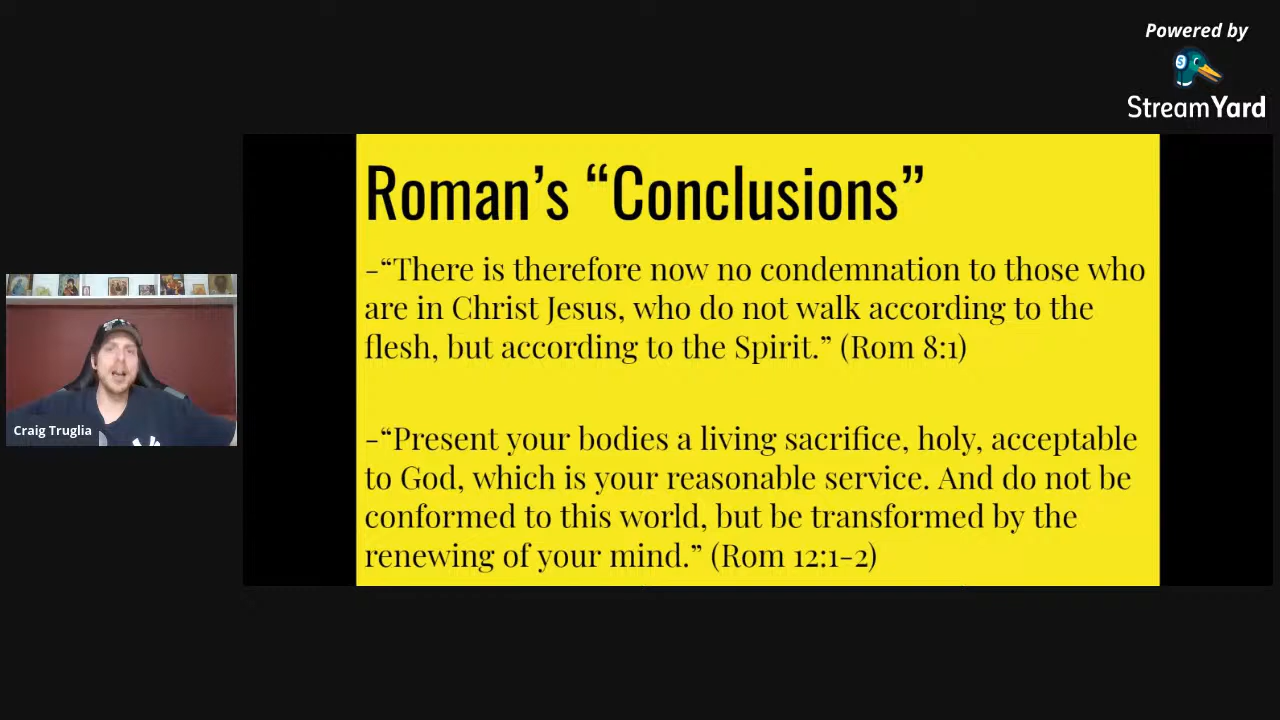 Powered by
StreamYard
Roman’s “Conclusions”
-“There is therefore now no condemnation to those who
are in Christ Jesus, who do not walk according to the
flesh, but according to the Spirit.” (Rom 8:1)
-“Present your bodies a living sacrifice, holy, acceptable
to God, which is your reasonable service. And do not be
conformed to this world, but be transformed by the
renewing of your mind.” (Rom 12:1-2)
Craig Truglia